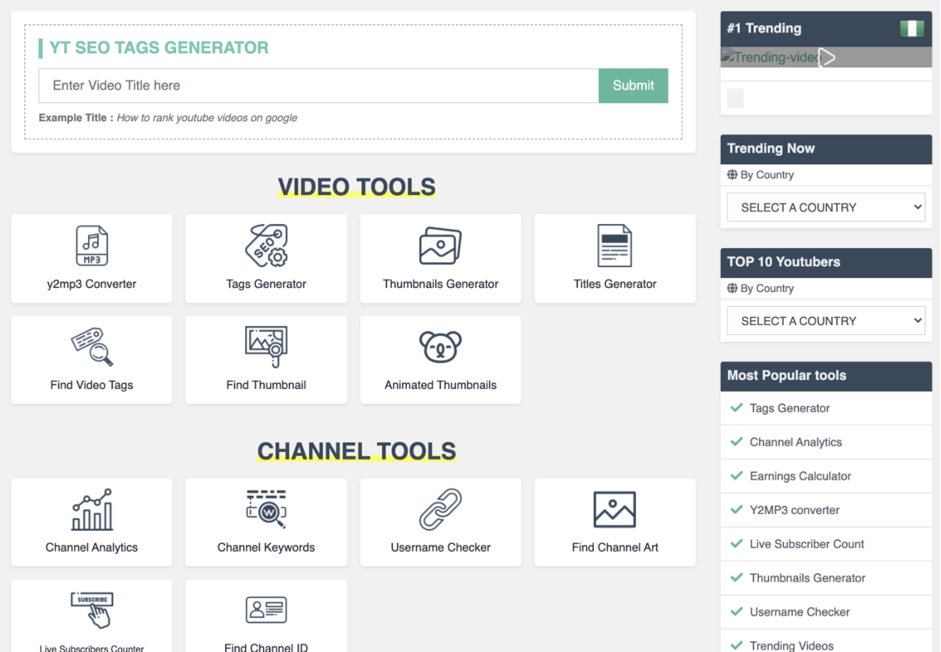 YT SEO TAGS GENERATOR
Enter Video Title here
Submit
Example Title : How to rank youtube videos on google
VIDEO TOOLS
MP3
y2mp3 Converter
SEO
Tags Generator
Thumbnails Generator
Titles Generator
Find Video Tags
Find Thumbnail
Animated Thumbnails
CHANNEL TOOLS
Channel Analytics
W
Channel Keywords
Username Checker
Find Channel Art
SUBSCRIBE
Live Subscribers Counter
Find Channel ID
#1 Trending
Trending-video
Trending Now
By Country
SELECT A COUNTRY
TOP 10 Youtubers
By Country
SELECT A COUNTRY
Most Popular tools
Tags Generator
Channel Analytics
Earnings Calculator
Y2MP3 converter
Live Subscriber Count
Thumbnails Generator
Username Checker
Trending Videos